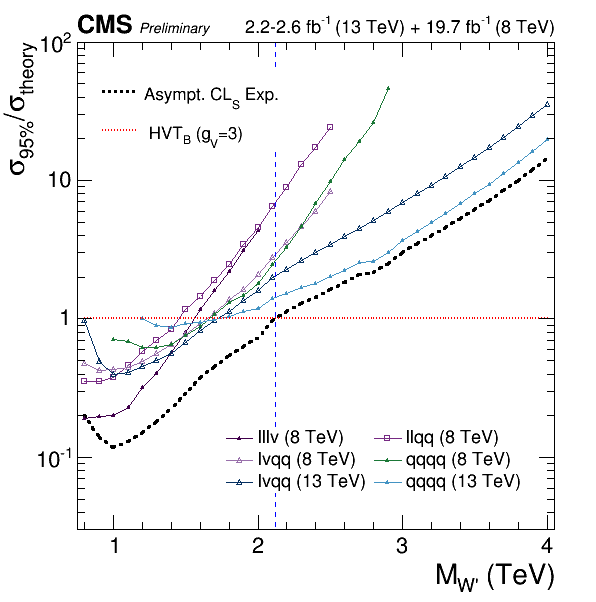 CMS Preliminary 2.2-2.6 fb⁻¹ (13 TeV) + 19.7 fb⁻¹ (8 TeV)
σ95%/σtheory
10²
10
1
10⁻¹
Asympt. CLS Exp.
HVTB (gV=3)
lllν (8 TeV) llqq (8 TeV)
lνqq (8 TeV) qqqq (8 TeV)
lνqq (13 TeV) qqqq (13 TeV)
1 2 3 4
MW' (TeV)